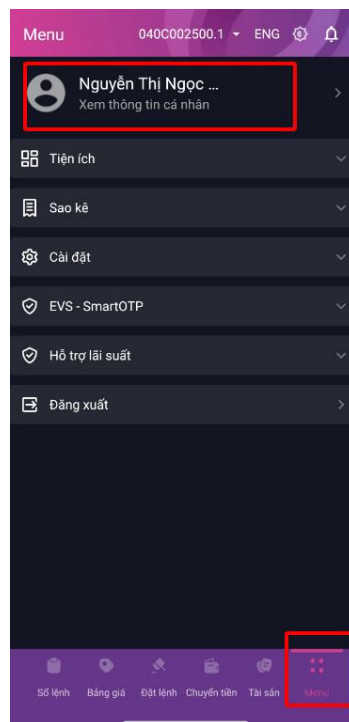 Menu 040C002500.1 ENG
Nguyễn Thị Ngọc ...
Xem thông tin cá nhân
Tiện ích
Sao kê
Cài đặt
EVS - SmartOTP
Hỗ trợ lãi suất
Đăng xuất
Sổ lệnh Bảng giá Đặt lệnh Chuyển tiền Tài sản Menu